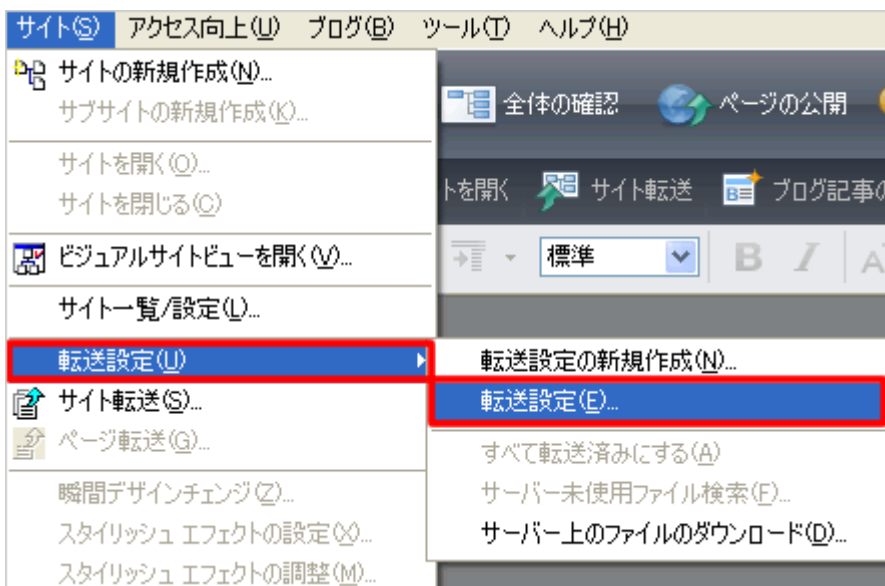 サイト(S) アクセス向上(U) ブログ(B) ツール(T) ヘルプ(H)
サイトの新規作成(N)...
サブサイトの新規作成(K)...
サイトを開く(O)...
サイトを閉じる(C)
ビジュアルサイトビューを開く(V)...
サイト一覧/設定(L)...
転送設定(U)
サイト転送(S)...
ページ転送(G)...
瞬間デザインチェンジ(Z)...
スタイリッシュ エフェクトの設定(X)...
スタイリッシュ エフェクトの調整(M)...
全体の確認 ページの公開
トを開く サイト転送 ブログ記事の
標準 B I A
転送設定の新規作成(N)...
転送設定(E)...
すべて転送済みにする(A)
サーバー未使用ファイル検索(F)...
サーバー上のファイルのダウンロード(D)...